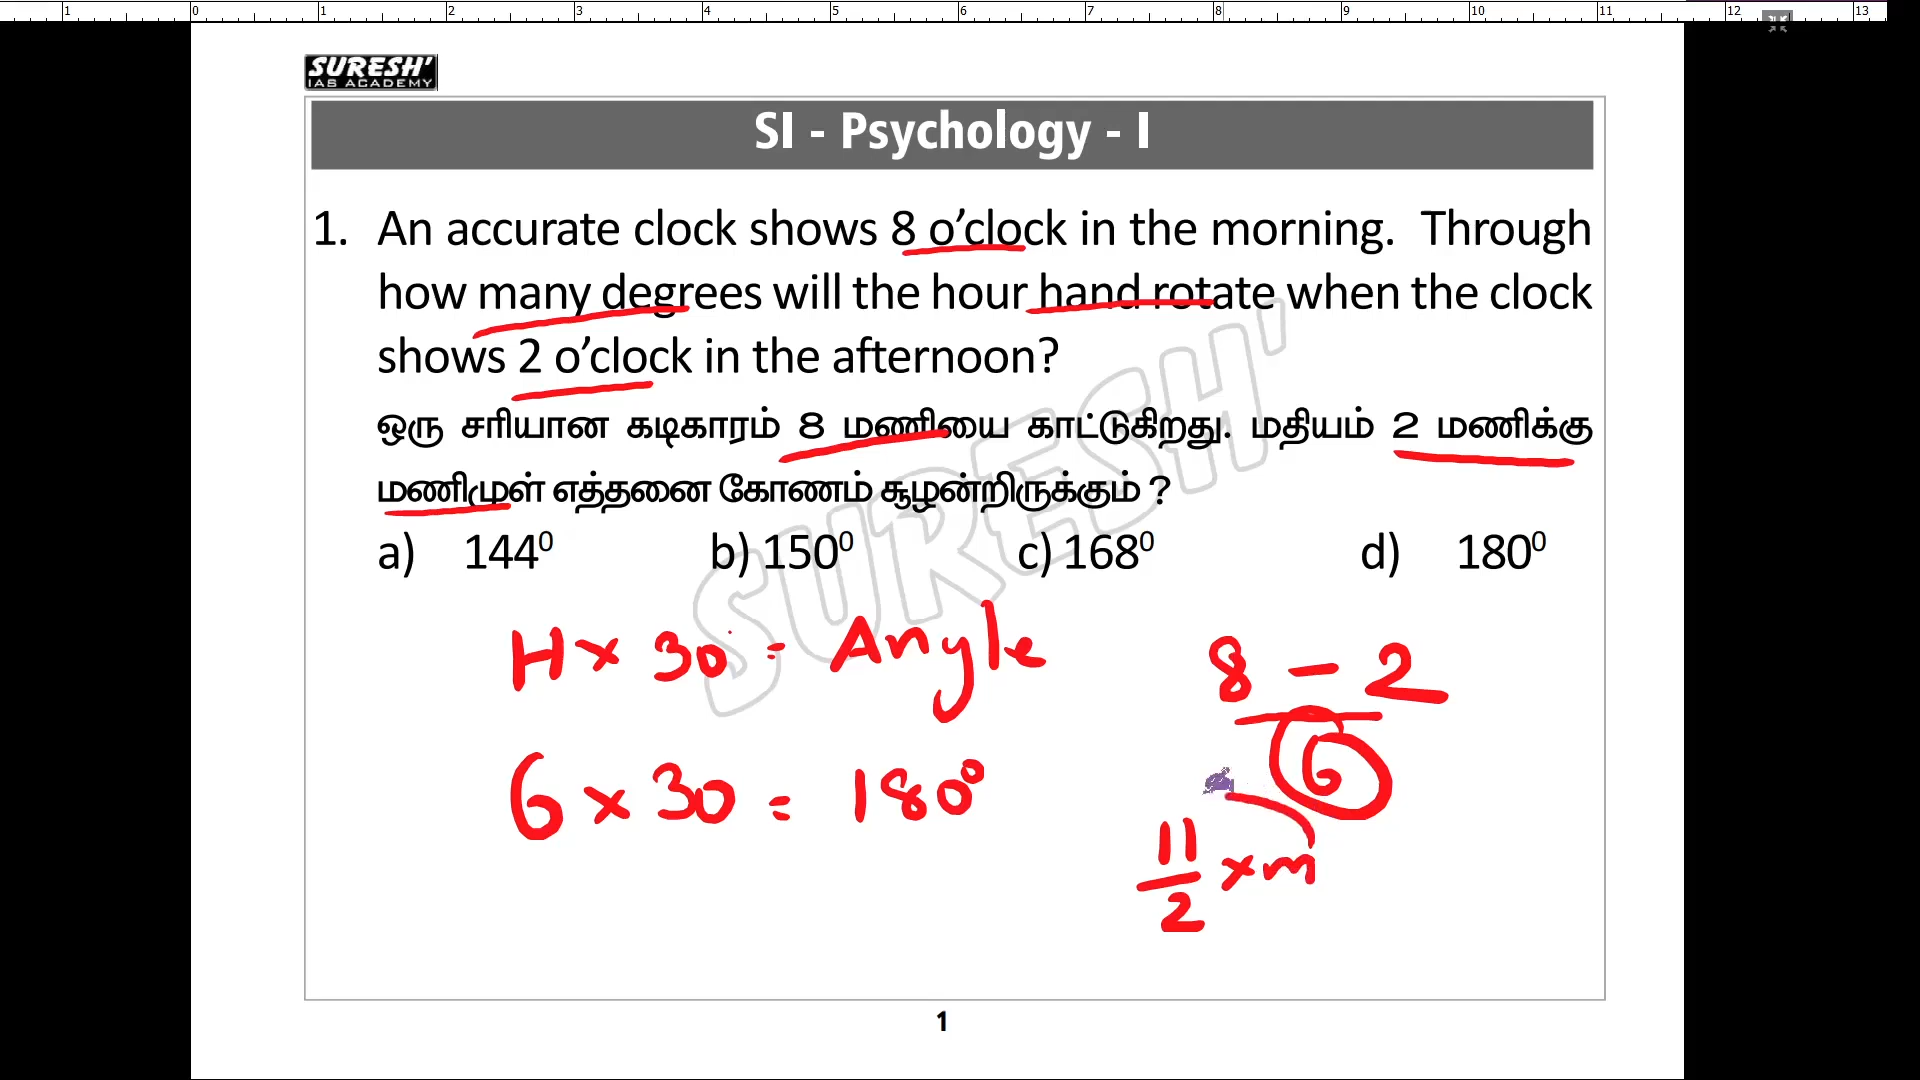 SURESH'
IAS ACADEMY
SI - Psychology - I
1. An accurate clock shows 8 o’clock in the morning. Through
how many degrees will the hour hand rotate when the clock
shows 2 o’clock in the afternoon?
ஒரு சரியான கடிகாரம் 8 மணியை காட்டுகிறது. மதியம் 2 மணிக்கு
மணிமுள் எத்தனை கோணம் சூழன்றிருக்கும் ?
a) 144⁰ b) 150⁰ c) 168⁰ d) 180⁰
SURESH'
H × 30 = Angle
8 - 2
6
6 × 30 = 180°
11/2 × m
1